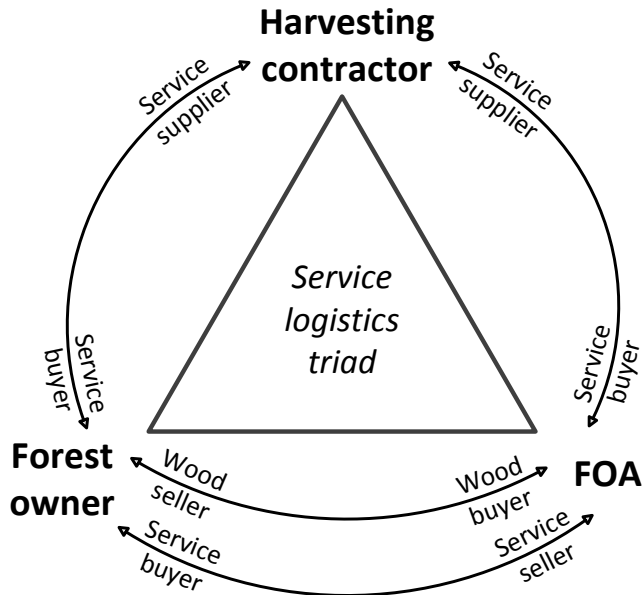 Harvesting
contractor
Service
supplier
Service
supplier
Service
logistics
triad
Service
buyer
Service
buyer
Forest
owner
FOA
Wood
seller
Wood
buyer
Service
buyer
Service
seller